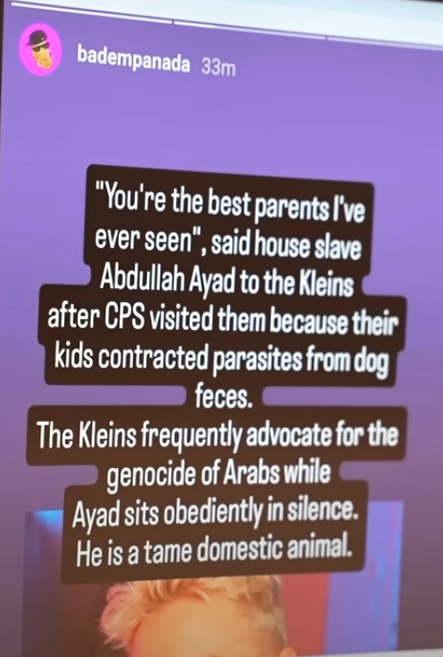 badempanada 33m
"You're the best parents I've
ever seen", said house slave
Abdullah Ayad to the Kleins
after CPS visited them because their
kids contracted parasites from dog
feces.
The Kleins frequently advocate for the
genocide of Arabs while
Ayad sits obediently in silence.
He is a tame domestic animal.